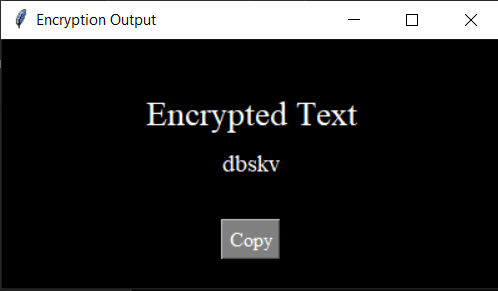 Encryption Output
Encrypted Text
dbskv
Copy